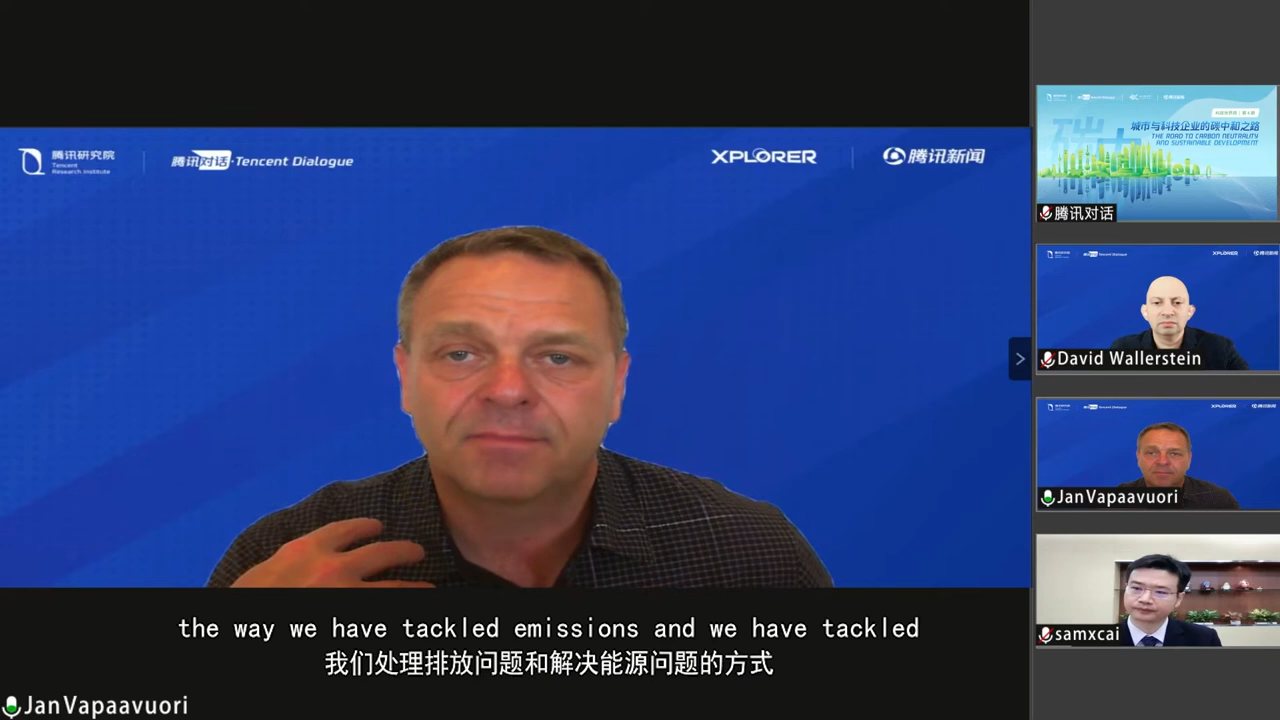 腾讯研究院
Tencent
Research Institute
腾讯对话·Tencent Dialogue
XPLORER
腾讯新闻
the way we have tackled emissions and we have tackled
我们处理排放问题和解决能源问题的方式
JanVapaavuori
城市与科技企业的碳中和之路
THE ROAD TO CARBON NEUTRALITY
AND SUSTAINABLE DEVELOPMENT
腾讯对话
XPLORER
David Wallerstein
XPLORER
JanVapaavuori
samxcai